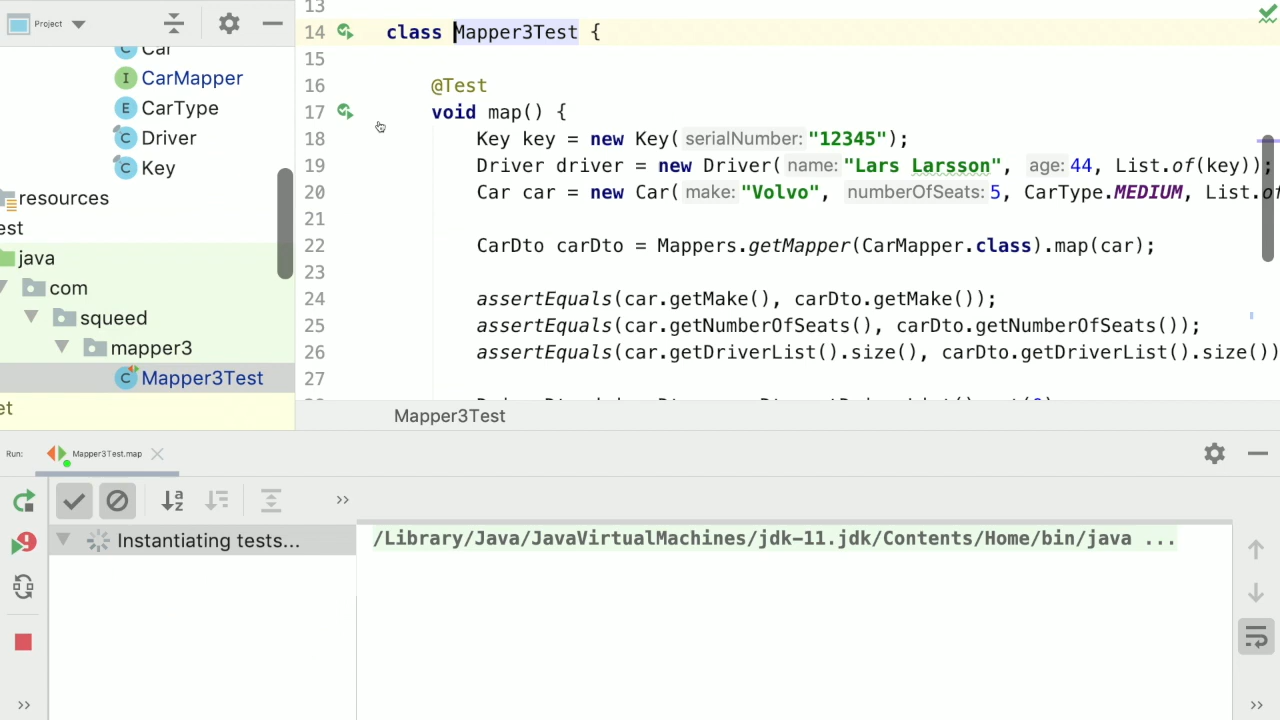 Project
Car
CarMapper
CarType
Driver
Key
resources
est
java
com
squeed
mapper3
Mapper3Test
et
13
14 class Mapper3Test {
15
16 @Test
17 void map() {
18 Key key = new Key( serialNumber: "12345");
19 Driver driver = new Driver( name: "Lars Larsson", age: 44, List.of(key));
20 Car car = new Car( make: "Volvo", numberOfSeats: 5, CarType.MEDIUM, List.of
21
22 CarDto carDto = Mappers.getMapper(CarMapper.class).map(car);
23
24 assertEquals(car.getMake(), carDto.getMake());
25 assertEquals(car.getNumberOfSeats(), carDto.getNumberOfSeats());
26 assertEquals(car.getDriverList().size(), carDto.getDriverList().size())
27
Mapper3Test
Run: Mapper3Test.map
Instantiating tests...
/Library/Java/JavaVirtualMachines/jdk-11.jdk/Contents/Home/bin/java ...